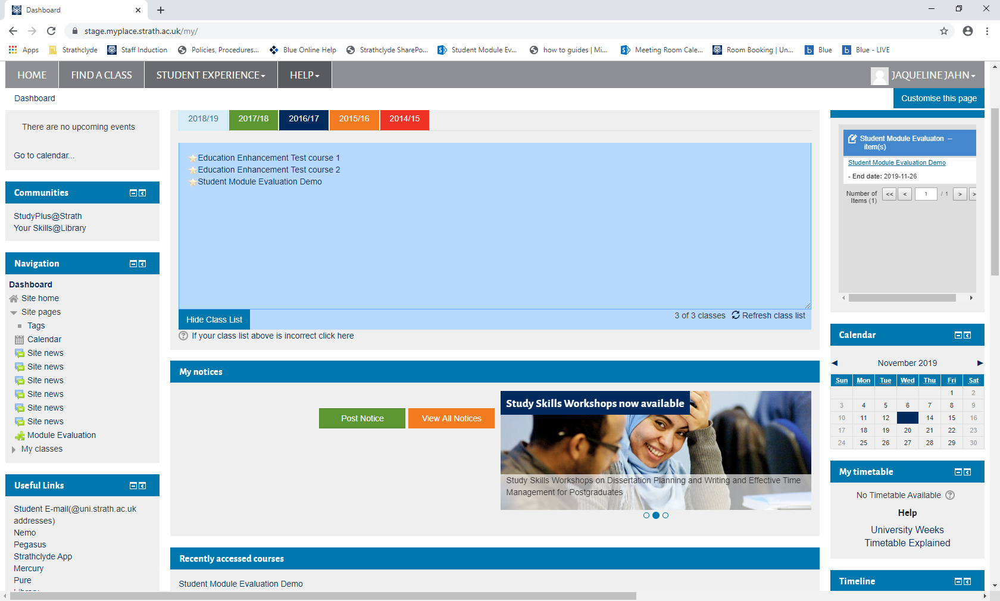 Dashboard
stage.myplace.strath.ac.uk/my/
Apps Strathclyde Staff Induction Policies, Procedures... Blue Online Help Strathclyde SharePo... Student Module Ev... how to guides | Mi... Meeting Room Cale... Room Booking | Un... Blue Blue - LIVE
HOME FIND A CLASS STUDENT EXPERIENCE HELP JAQUELINE JAHN
Dashboard
Customise this page
There are no upcoming events
Go to calendar...
Communities
StudyPlus@Strath
Your Skills@Library
Navigation
Dashboard
Site home
Site pages
Tags
Calendar
Site news
Site news
Site news
Site news
Site news
Site news
Module Evaluation
My classes
Useful Links
Student E-mail(@uni.strath.ac.uk
addresses)
Nemo
Pegasus
Strathclyde App
Mercury
Pure
2018/19 2017/18 2016/17 2015/16 2014/15
Education Enhancement Test course 1
Education Enhancement Test course 2
Student Module Evaluation Demo
3 of 3 classes Refresh class list
Hide Class List
If your class list above is incorrect click here
My notices
Post Notice View All Notices
Study Skills Workshops now available
Study Skills Workshops on Dissertation Planning and Writing and Effective Time
Management for Postgraduates
Recently accessed courses
Student Module Evaluation Demo
Student Module Evaluaton –
item(s)
Student Module Evaluation Demo
- End date: 2019-11-26
Number of
Items (1)
<< < 1 / 1 > >
Calendar
◄ November 2019 ►
Sun Mon Tue Wed Thu Fri Sat
1 2
3 4 5 6 7 8 9
10 11 12 14 15 16
17 18 19 20 21 22 23
24 25 26 27 28 29 30
My timetable
No Timetable Available
Help
University Weeks
Timetable Explained
Timeline